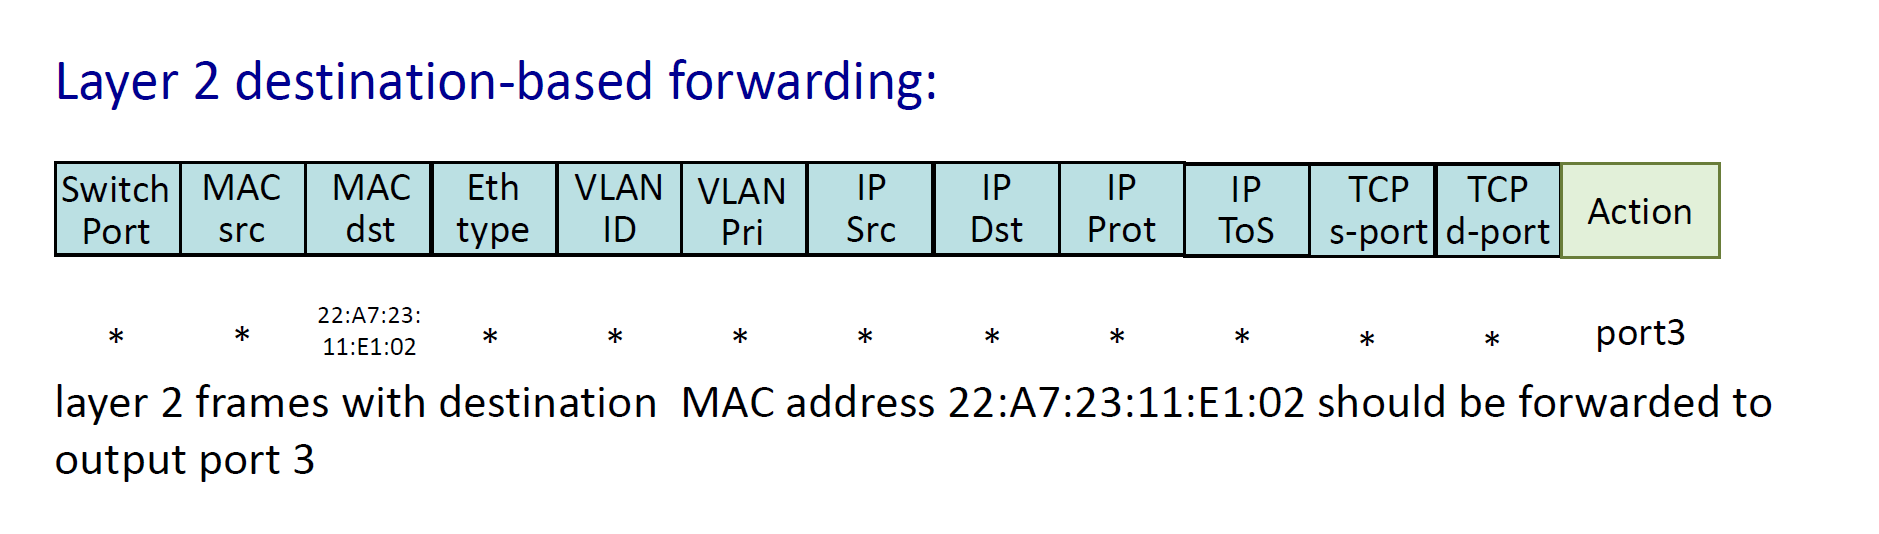 Layer 2 destination-based forwarding:
Switch Port MAC src MAC dst Eth type VLAN ID VLAN Pri IP Src IP Dst IP Prot IP ToS TCP s-port TCP d-port Action
* * 22:A7:23:11:E1:02 * * * * * * * * * port3
layer 2 frames with destination MAC address 22:A7:23:11:E1:02 should be forwarded to
output port 3